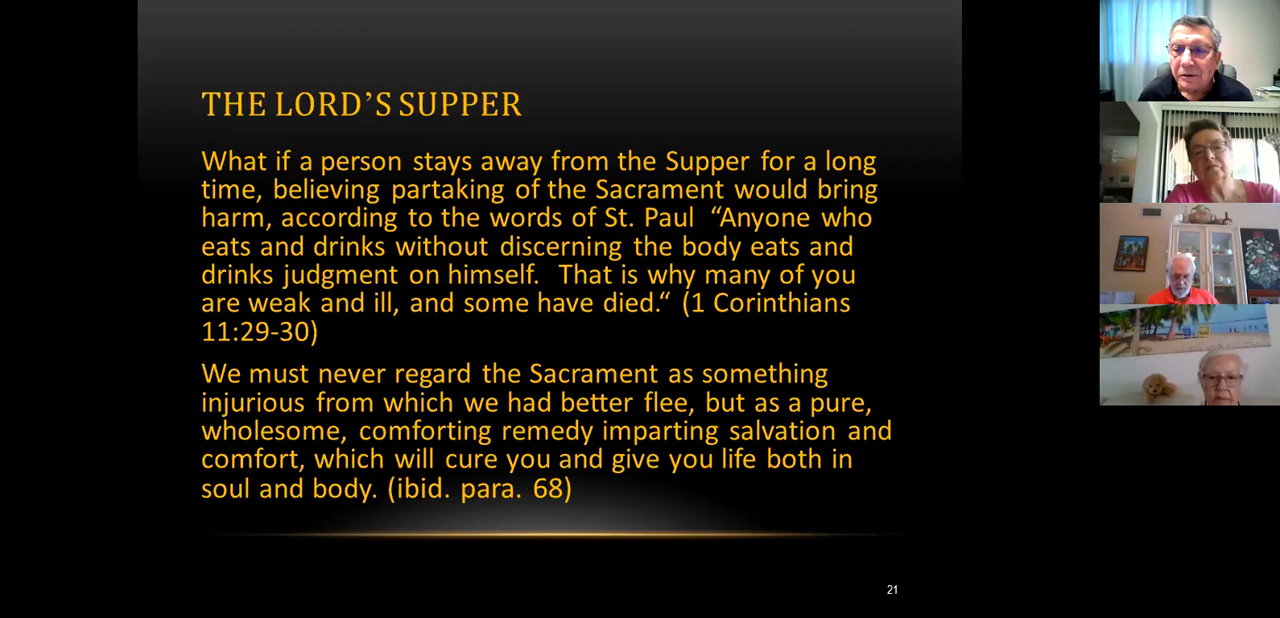 THE LORD’S SUPPER
What if a person stays away from the Supper for a long
time, believing partaking of the Sacrament would bring
harm, according to the words of St. Paul “Anyone who
eats and drinks without discerning the body eats and
drinks judgment on himself. That is why many of you
are weak and ill, and some have died.“ (1 Corinthians
11:29-30)
We must never regard the Sacrament as something
injurious from which we had better flee, but as a pure,
wholesome, comforting remedy imparting salvation and
comfort, which will cure you and give you life both in
soul and body. (ibid. para. 68)
21